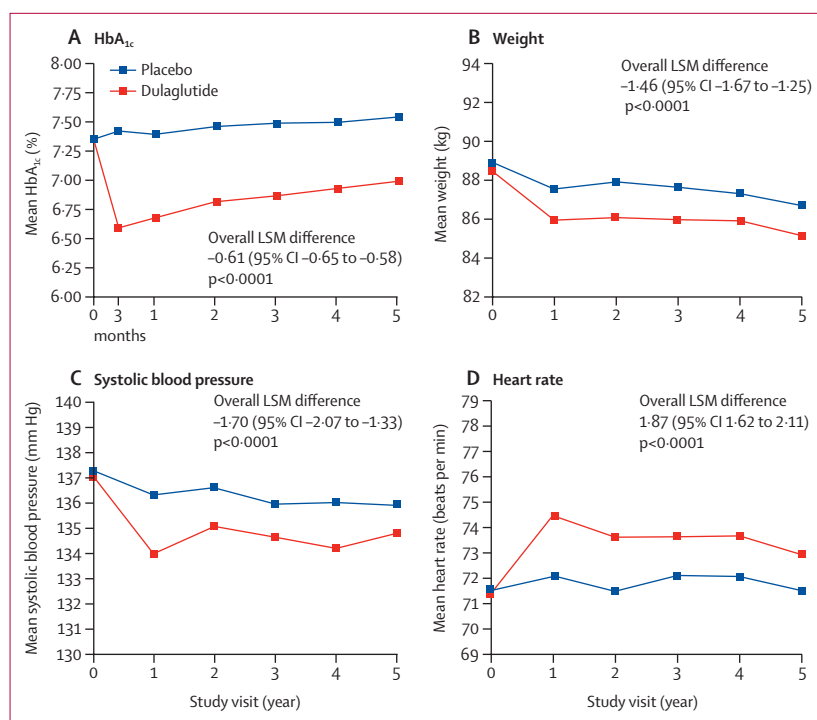 A HbA1c
8·00
7·75
7·50
7·25
7·00
6·75
6·50
6·25
6·00
Mean HbA1c (%)
Placebo
Dulaglutide
Overall LSM difference
–0·61 (95% CI –0·65 to –0·58)
p<0·0001
0 3 1 2 3 4 5
months
B Weight
94
92
90
88
86
84
82
Mean weight (kg)
Overall LSM difference
–1·46 (95% CI –1·67 to –1·25)
p<0·0001
0 1 2 3 4 5
C Systolic blood pressure
140
139
138
137
136
135
134
133
132
131
130
Mean systolic blood pressure (mm Hg)
Overall LSM difference
–1·70 (95% CI –2·07 to –1·33)
p<0·0001
0 1 2 3 4 5
Study visit (year)
D Heart rate
79
78
77
76
75
74
73
72
71
70
69
Mean heart rate (beats per min)
Overall LSM difference
1·87 (95% CI 1·62 to 2·11)
p<0·0001
0 1 2 3 4 5
Study visit (year)